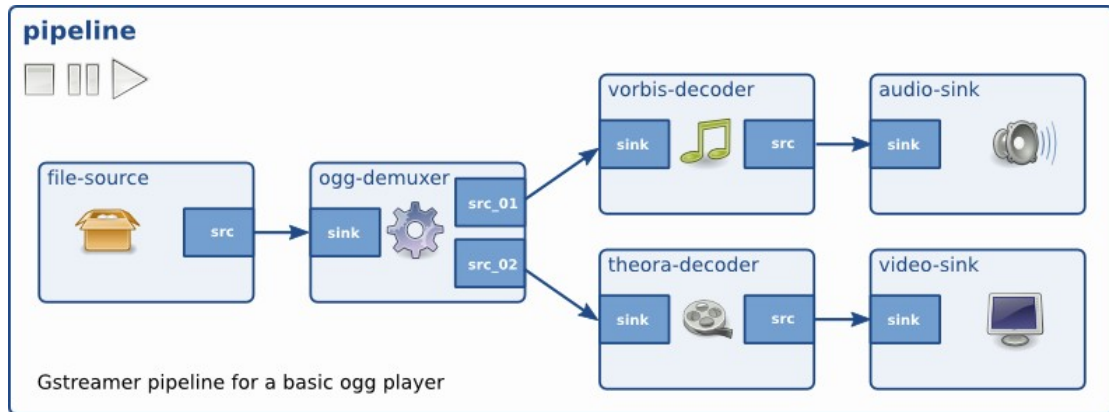 pipeline
vorbis-decoder
sink
src
audio-sink
sink
file-source
src
ogg-demuxer
sink
src_01
src_02
theora-decoder
sink
src
video-sink
sink
Gstreamer pipeline for a basic ogg player